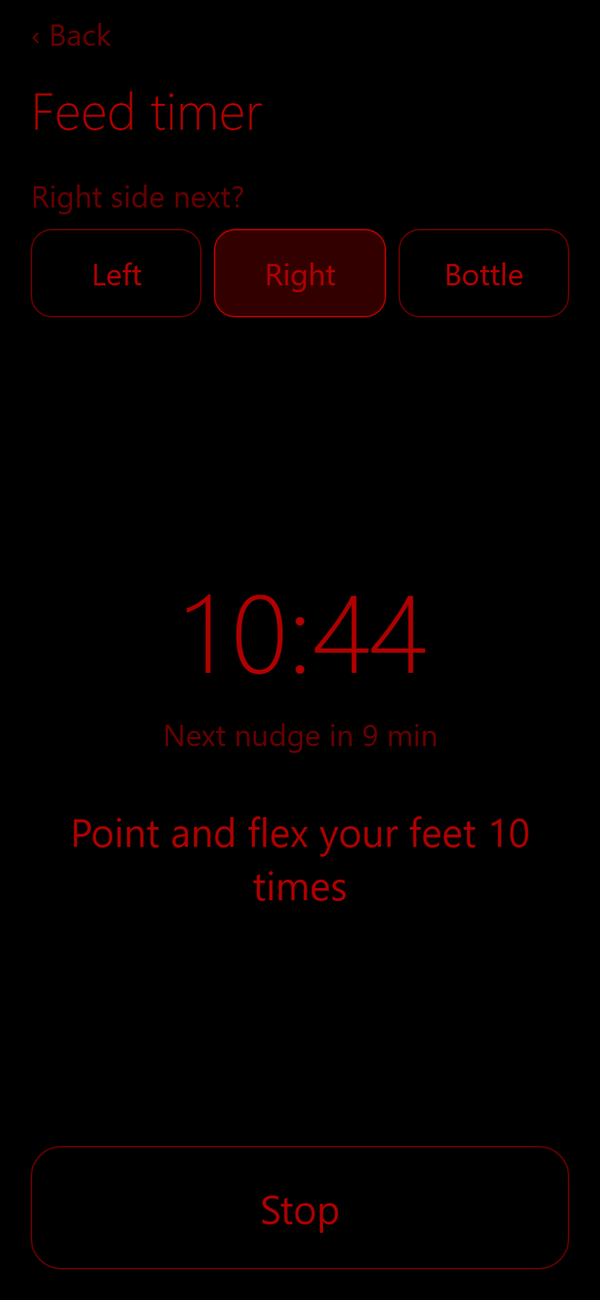 ‹ Back
Feed timer
Right side next?
Left Right Bottle
10:44
Next nudge in 9 min
Point and flex your feet 10
times
Stop